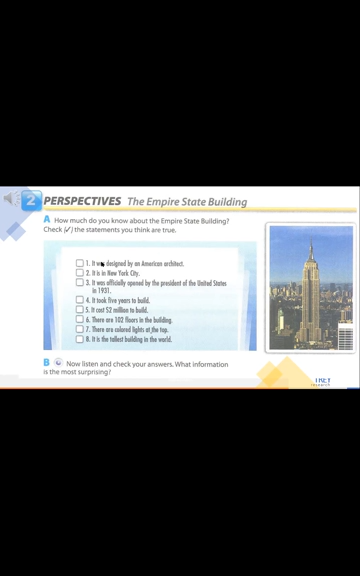 2 PERSPECTIVES The Empire State Building
A How much do you know about the Empire State Building?
Check (✓) the statements you think are true.
1. It was designed by an American architect.
2. It is in New York City.
3. It was officially opened by the president of the United States
in 1931.
4. It took five years to build.
5. It cost $2 million to build.
6. There are 102 floors in the building.
7. There are colored lights at the top.
8. It is the tallest building in the world.
B Now listen and check your answers. What information
is the most surprising?
research